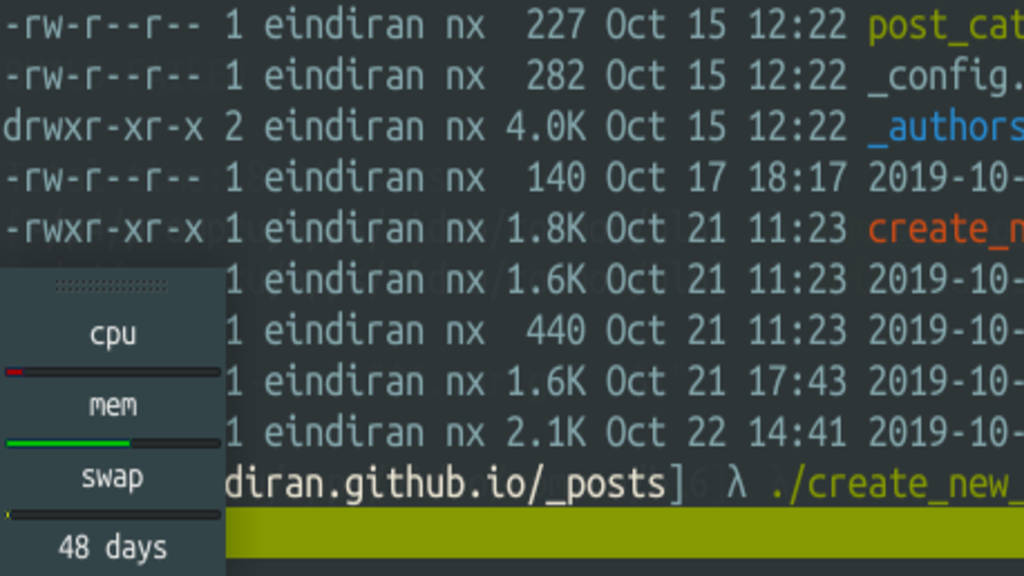 -rw-r--r-- 1 eindiran nx 227 Oct 15 12:22 post_cat
-rw-r--r-- 1 eindiran nx 282 Oct 15 12:22 _config.
drwxr-xr-x 2 eindiran nx 4.0K Oct 15 12:22 _authors
-rw-r--r-- 1 eindiran nx 140 Oct 17 18:17 2019-10-
-rwxr-xr-x 1 eindiran nx 1.8K Oct 21 11:23 create_n
1 eindiran nx 1.6K Oct 21 11:23 2019-10-
1 eindiran nx 440 Oct 21 11:23 2019-10-
1 eindiran nx 1.6K Oct 21 17:43 2019-10-
1 eindiran nx 2.1K Oct 22 14:41 2019-10-
diran.github.io/_posts] λ ./create_new_
cpu
mem
swap
48 days